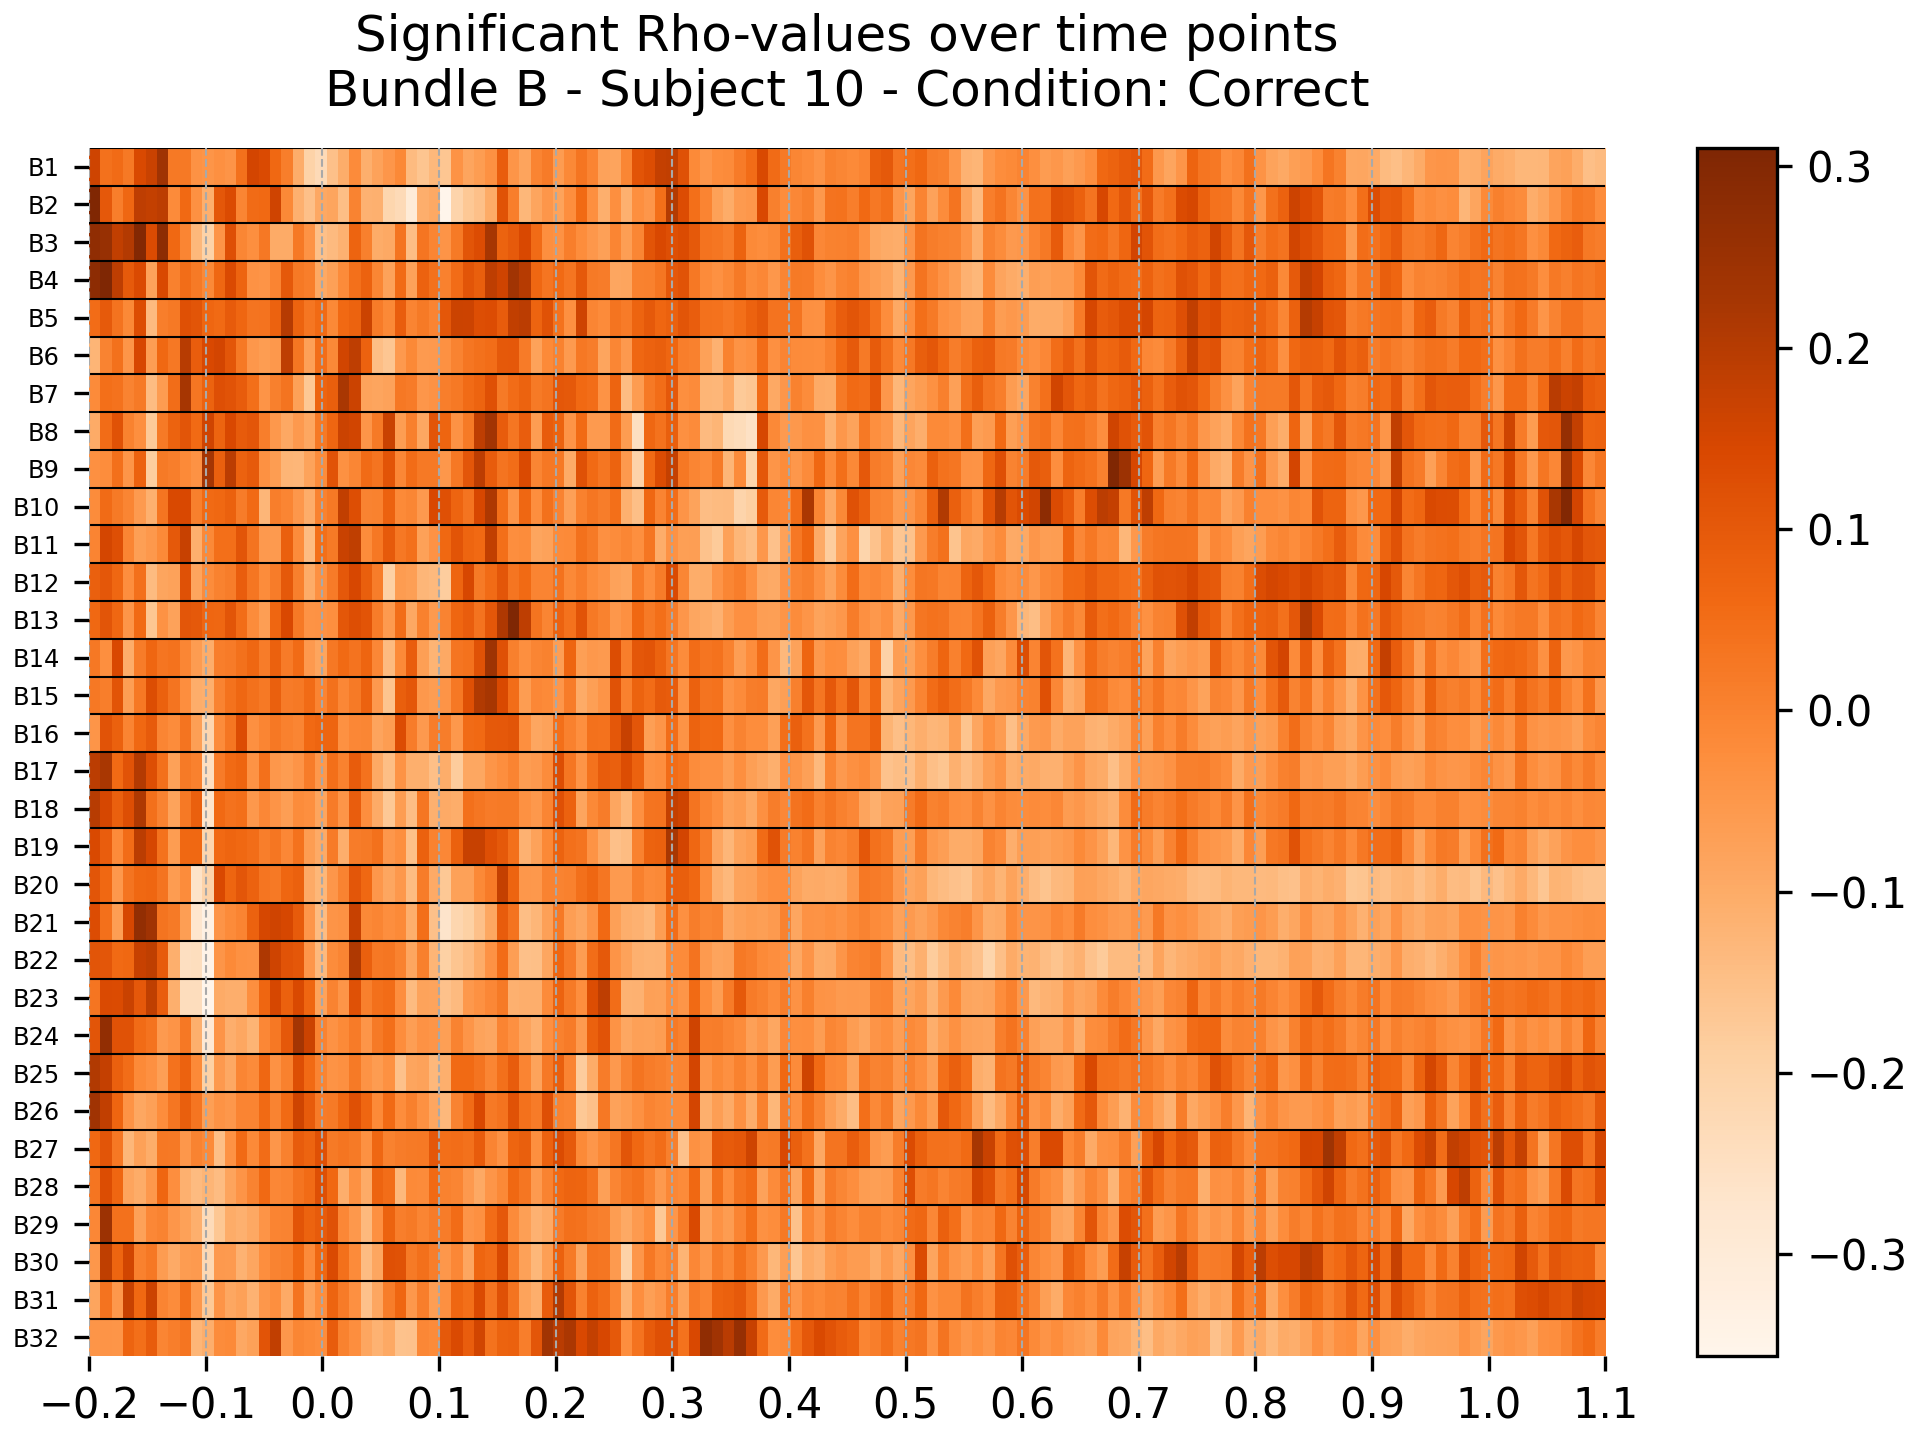 Significant Rho-values over time points
Bundle B - Subject 10 - Condition: Correct
B1
B2
B3
B4
B5
B6
B7
B8
B9
B10
B11
B12
B13
B14
B15
B16
B17
B18
B19
B20
B21
B22
B23
B24
B25
B26
B27
B28
B29
B30
B31
B32
−0.2 −0.1 0.0 0.1 0.2 0.3 0.4 0.5 0.6 0.7 0.8 0.9 1.0 1.1
0.3
0.2
0.1
0.0
−0.1
−0.2
−0.3